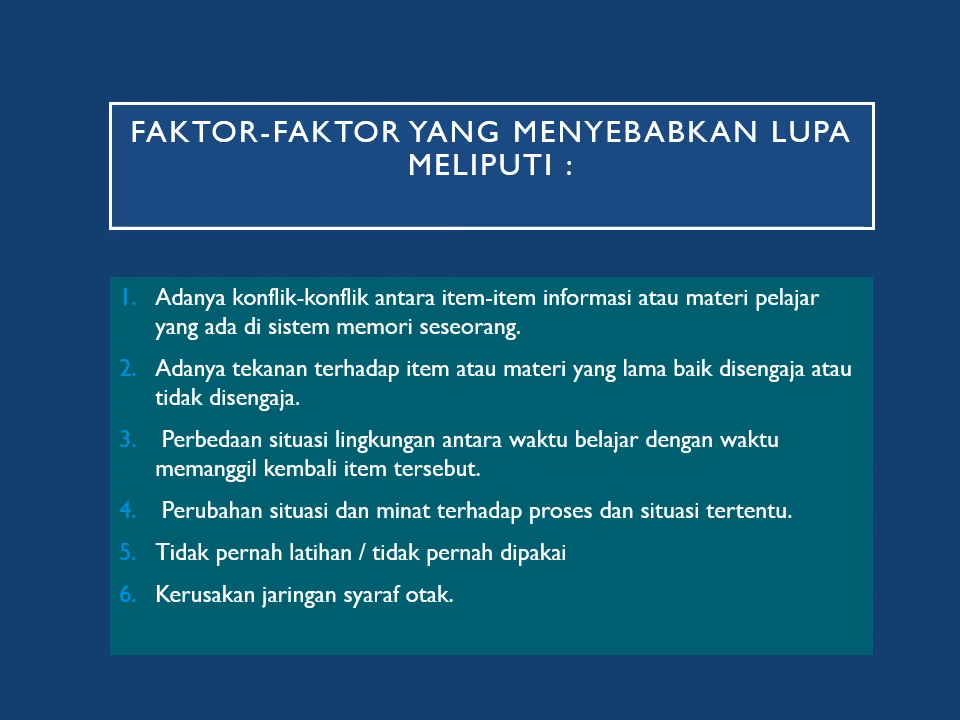 FAKTOR-FAKTOR YANG MENYEBABKAN LUPA
MELIPUTI :
1. Adanya konflik-konflik antara item-item informasi atau materi pelajar
yang ada di sistem memori seseorang.
2. Adanya tekanan terhadap item atau materi yang lama baik disengaja atau
tidak disengaja.
3. Perbedaan situasi lingkungan antara waktu belajar dengan waktu
memanggil kembali item tersebut.
4. Perubahan situasi dan minat terhadap proses dan situasi tertentu.
5. Tidak pernah latihan / tidak pernah dipakai
6. Kerusakan jaringan syaraf otak.